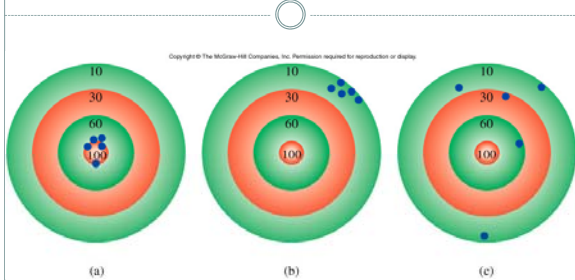 Copyright © The McGraw-Hill Companies, Inc. Permission required for reproduction or display.
10 10 10
30 30 30
60 60 60
100 100 100
(a) (b) (c)